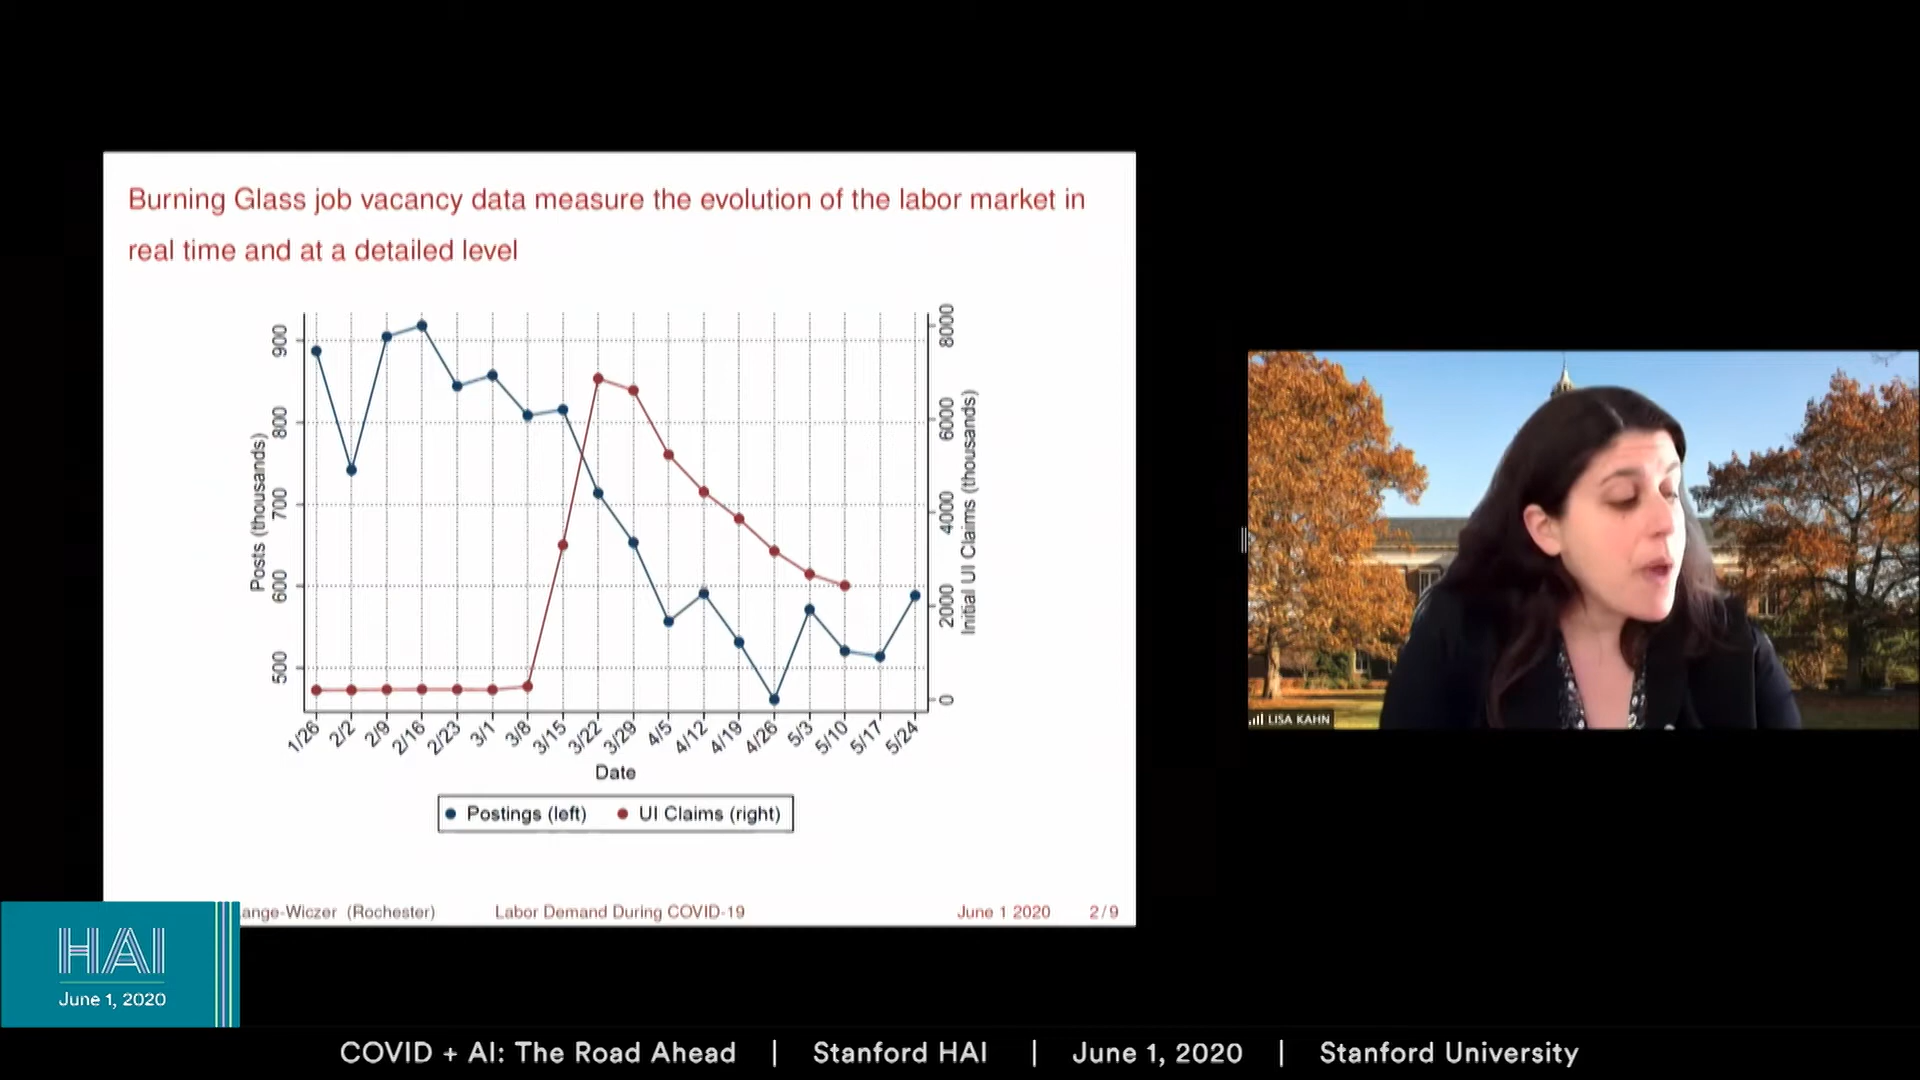 Burning Glass job vacancy data measure the evolution of the labor market in
real time and at a detailed level
900
800
700
600
500
Posts (thousands)
8000
6000
4000
2000
0
Initial UI Claims (thousands)
1/26
2/2
2/9
2/16
2/23
3/1
3/8
3/15
3/22
3/29
4/5
4/12
4/19
4/26
5/3
5/10
5/17
5/24
Date
Postings (left) UI Claims (right)
ange-Wiczer (Rochester) Labor Demand During COVID-19 June 1 2020 2/9
LISA KAHN
HAI
June 1, 2020
COVID + AI: The Road Ahead | Stanford HAI | June 1, 2020 | Stanford University